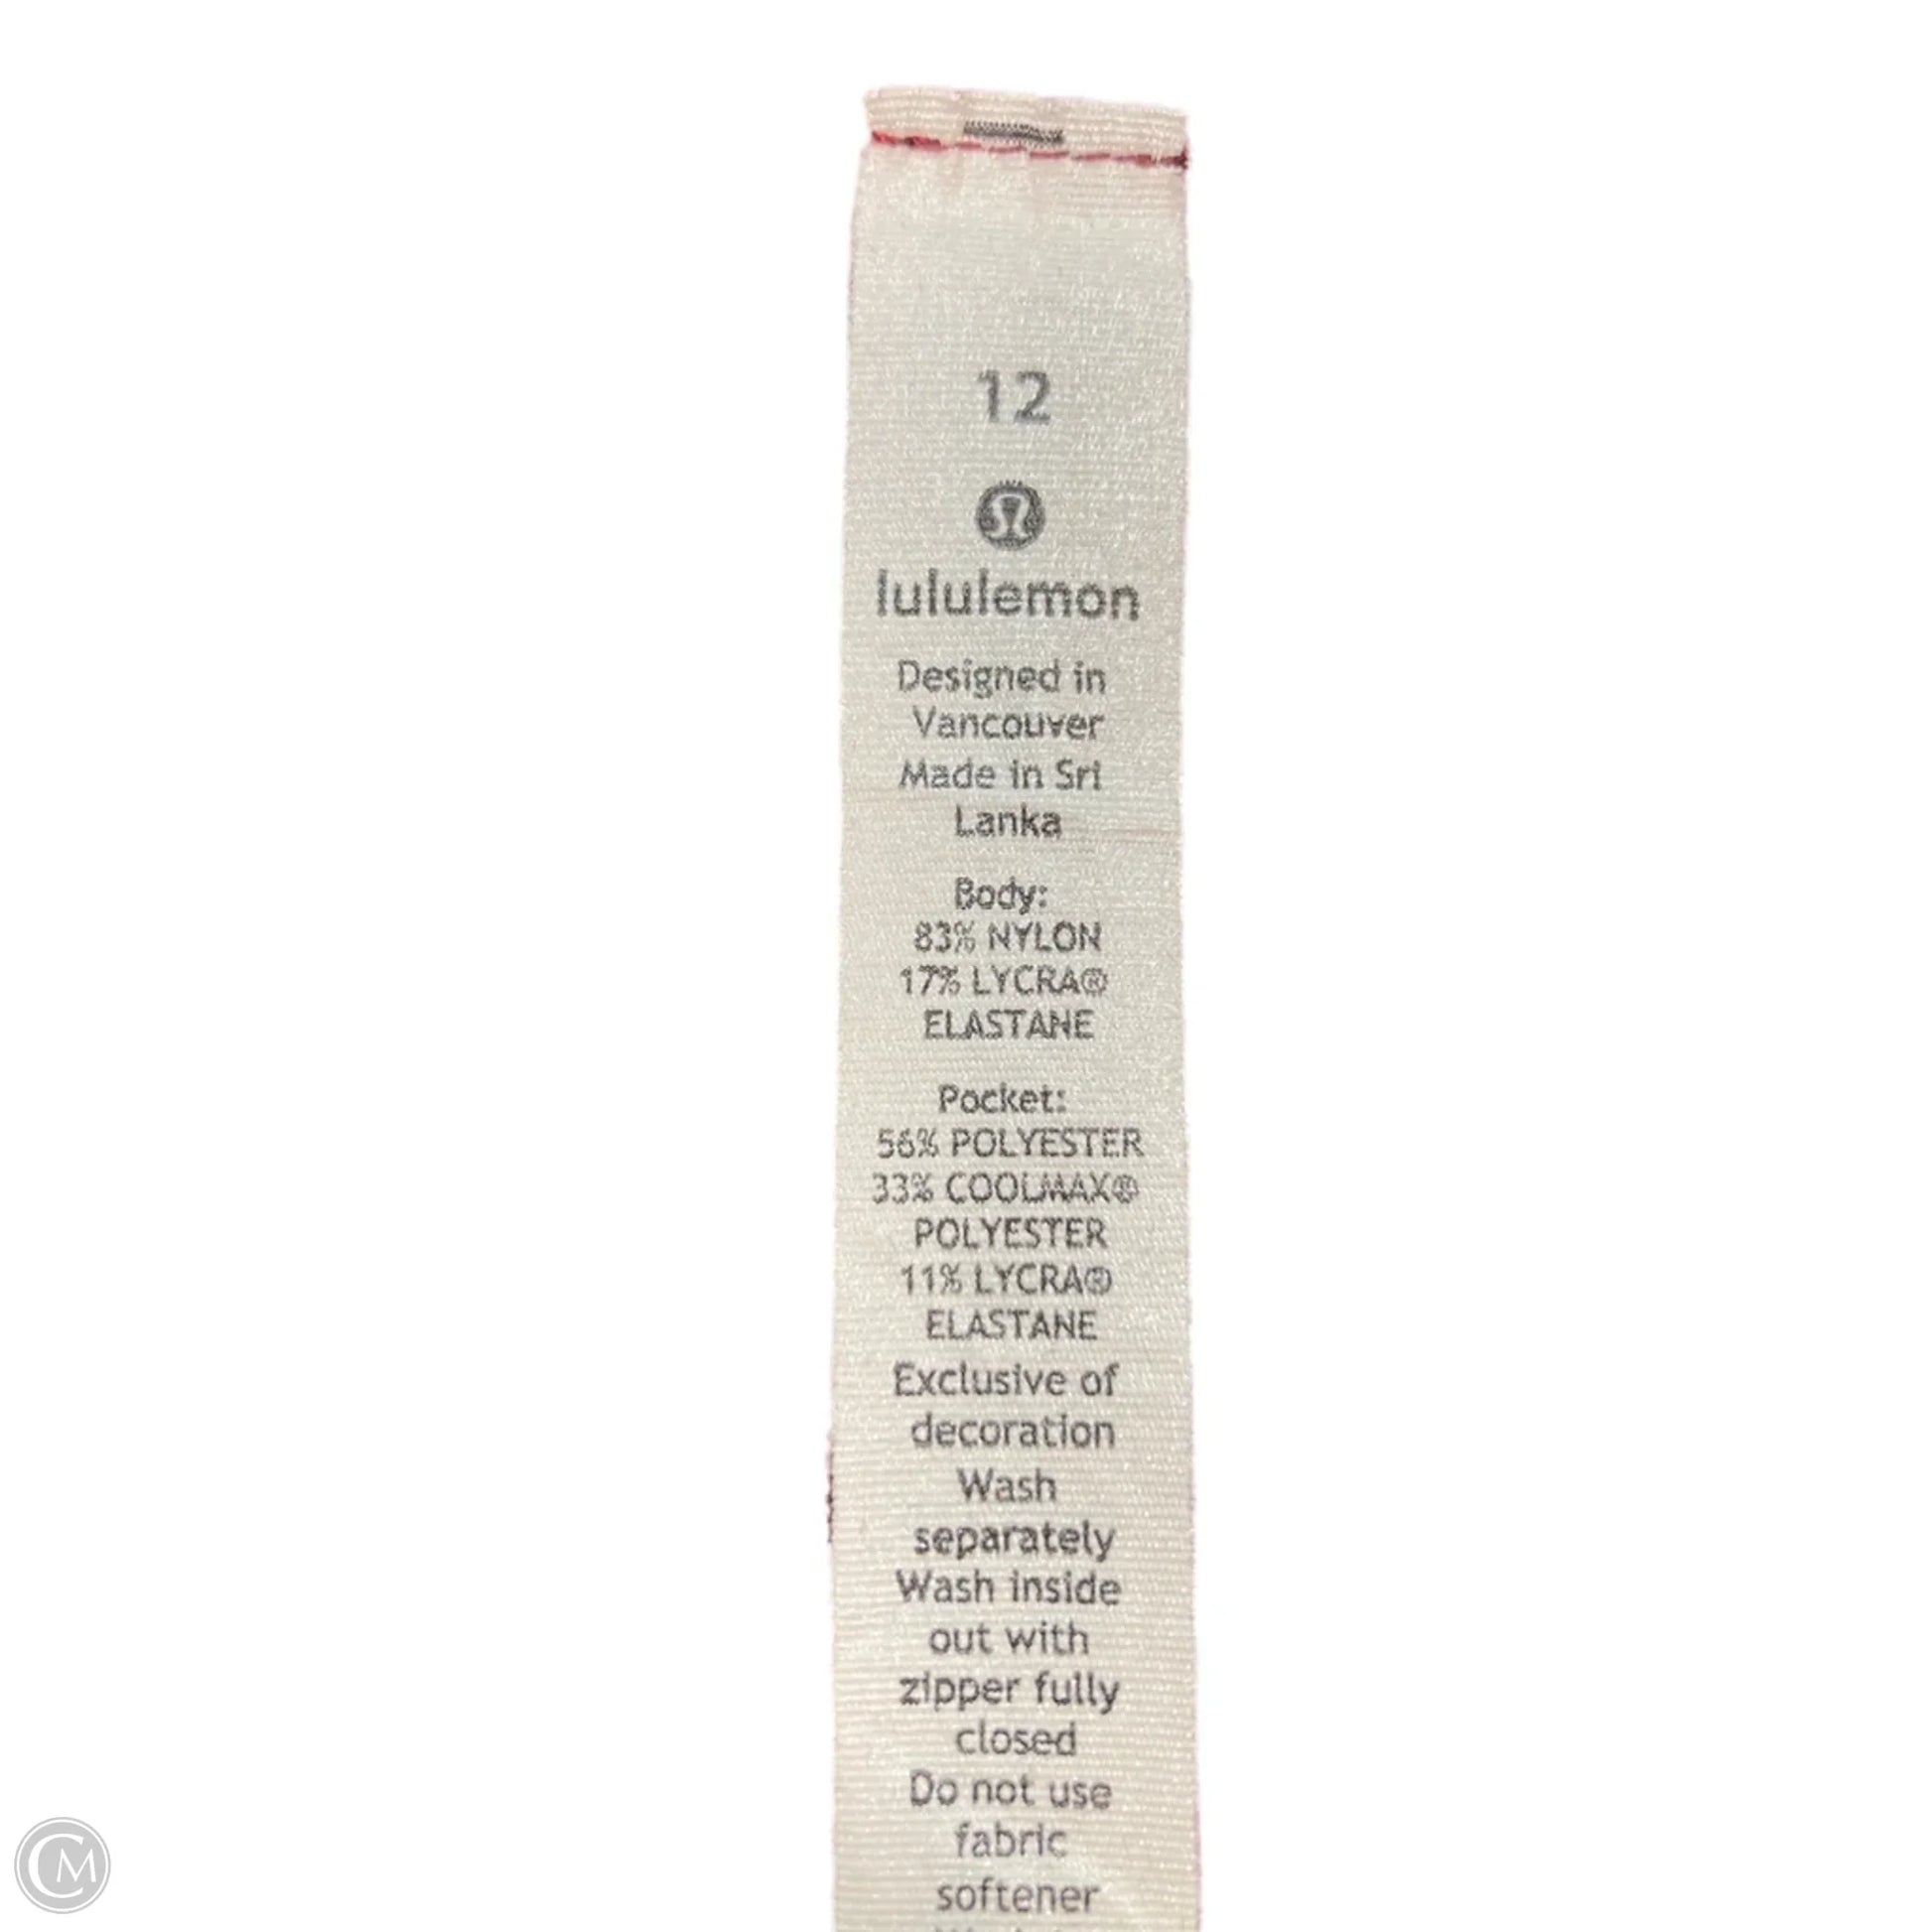 12
lululemon
Designed in
Vancouver
Made in Sri
Lanka
Body:
83% NYLON
17% LYCRA®
ELASTANE
Pocket:
56% POLYESTER
33% COOLMAX®
POLYESTER
11% LYCRA®
ELASTANE
Exclusive of
decoration
Wash
separately
Wash inside
out with
zipper fully
closed
Do not use
fabric
softener
CM